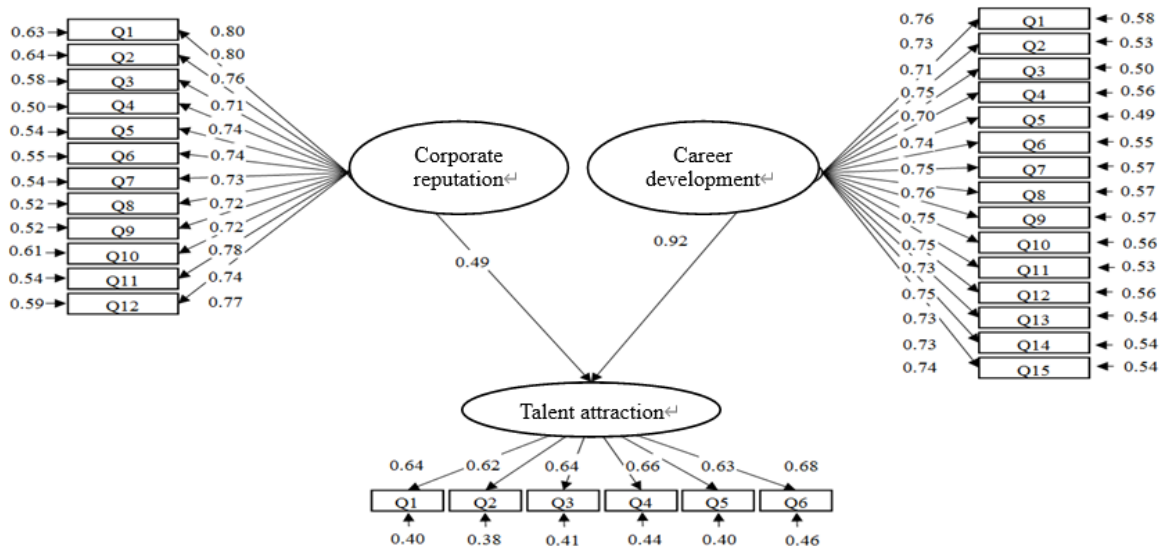 0.63 Q1 0.80
0.64 Q2 0.80
0.58 Q3 0.76
0.50 Q4 0.71
0.54 Q5 0.74
0.55 Q6 0.74
0.54 Q7 0.73
0.52 Q8 0.72
0.52 Q9 0.72
0.61 Q10 0.78
0.54 Q11 0.74
0.59 Q12 0.77
Corporate
reputation↵
Career
development↵
0.76 Q1 0.58
0.73 Q2 0.53
0.71 Q3 0.50
0.75 Q4 0.56
0.70 Q5 0.49
0.74 Q6 0.55
0.75 Q7 0.57
0.76 Q8 0.57
0.75 Q9 0.57
0.75 Q10 0.56
0.73 Q11 0.53
0.75 Q12 0.56
0.73 Q13 0.54
0.73 Q14 0.54
0.74 Q15 0.54
0.49
0.92
Talent attraction↵
0.64 0.62 0.64 0.66 0.63 0.68
Q1 Q2 Q3 Q4 Q5 Q6
0.40 0.38 0.41 0.44 0.40 0.46